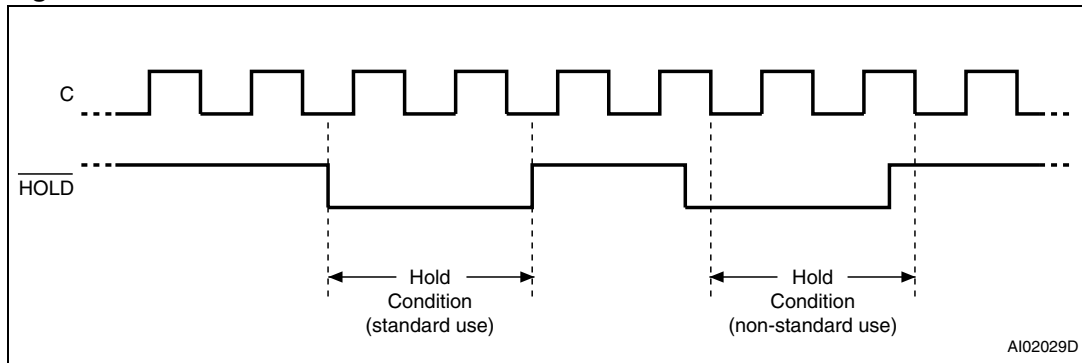 C
HOLD
Hold
Condition
(standard use)
Hold
Condition
(non-standard use)
AI02029D